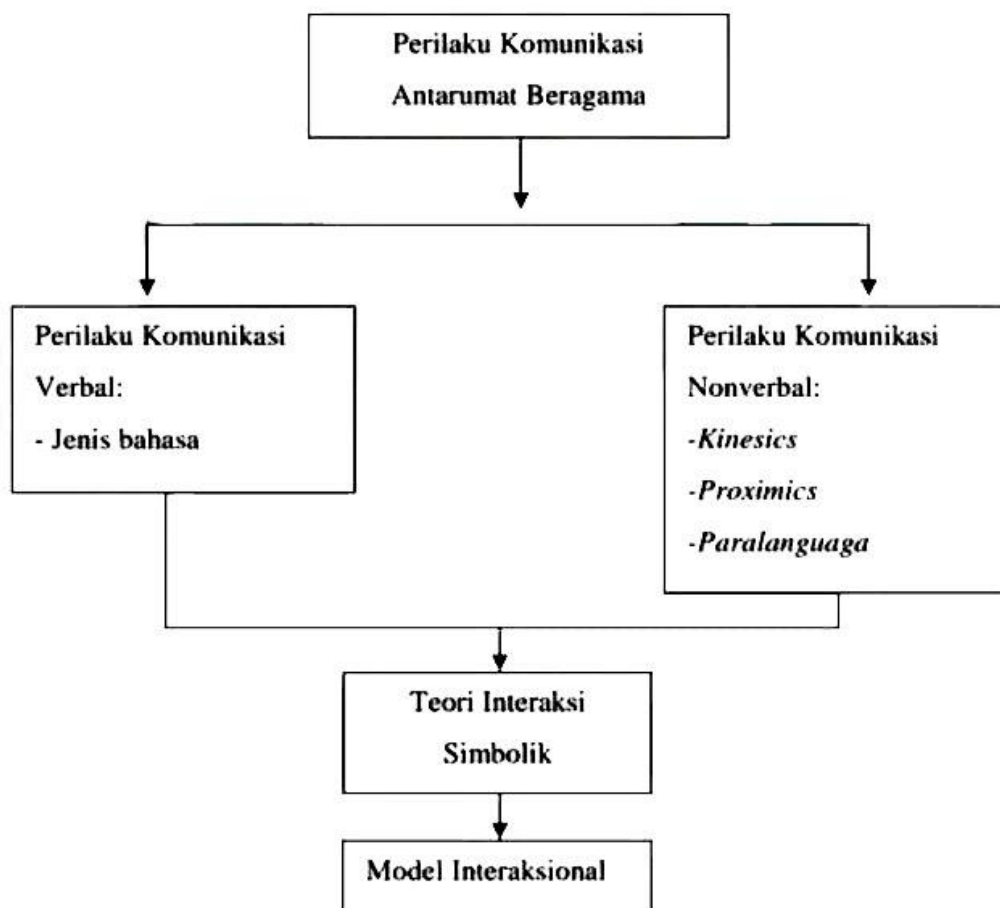 Perilaku Komunikasi
Antarumat Beragama
Perilaku Komunikasi
Verbal:
- Jenis bahasa
Perilaku Komunikasi
Nonverbal:
-Kinesics
-Proximics
-Paralanguaga
Teori Interaksi
Simbolik
Model Interaksional